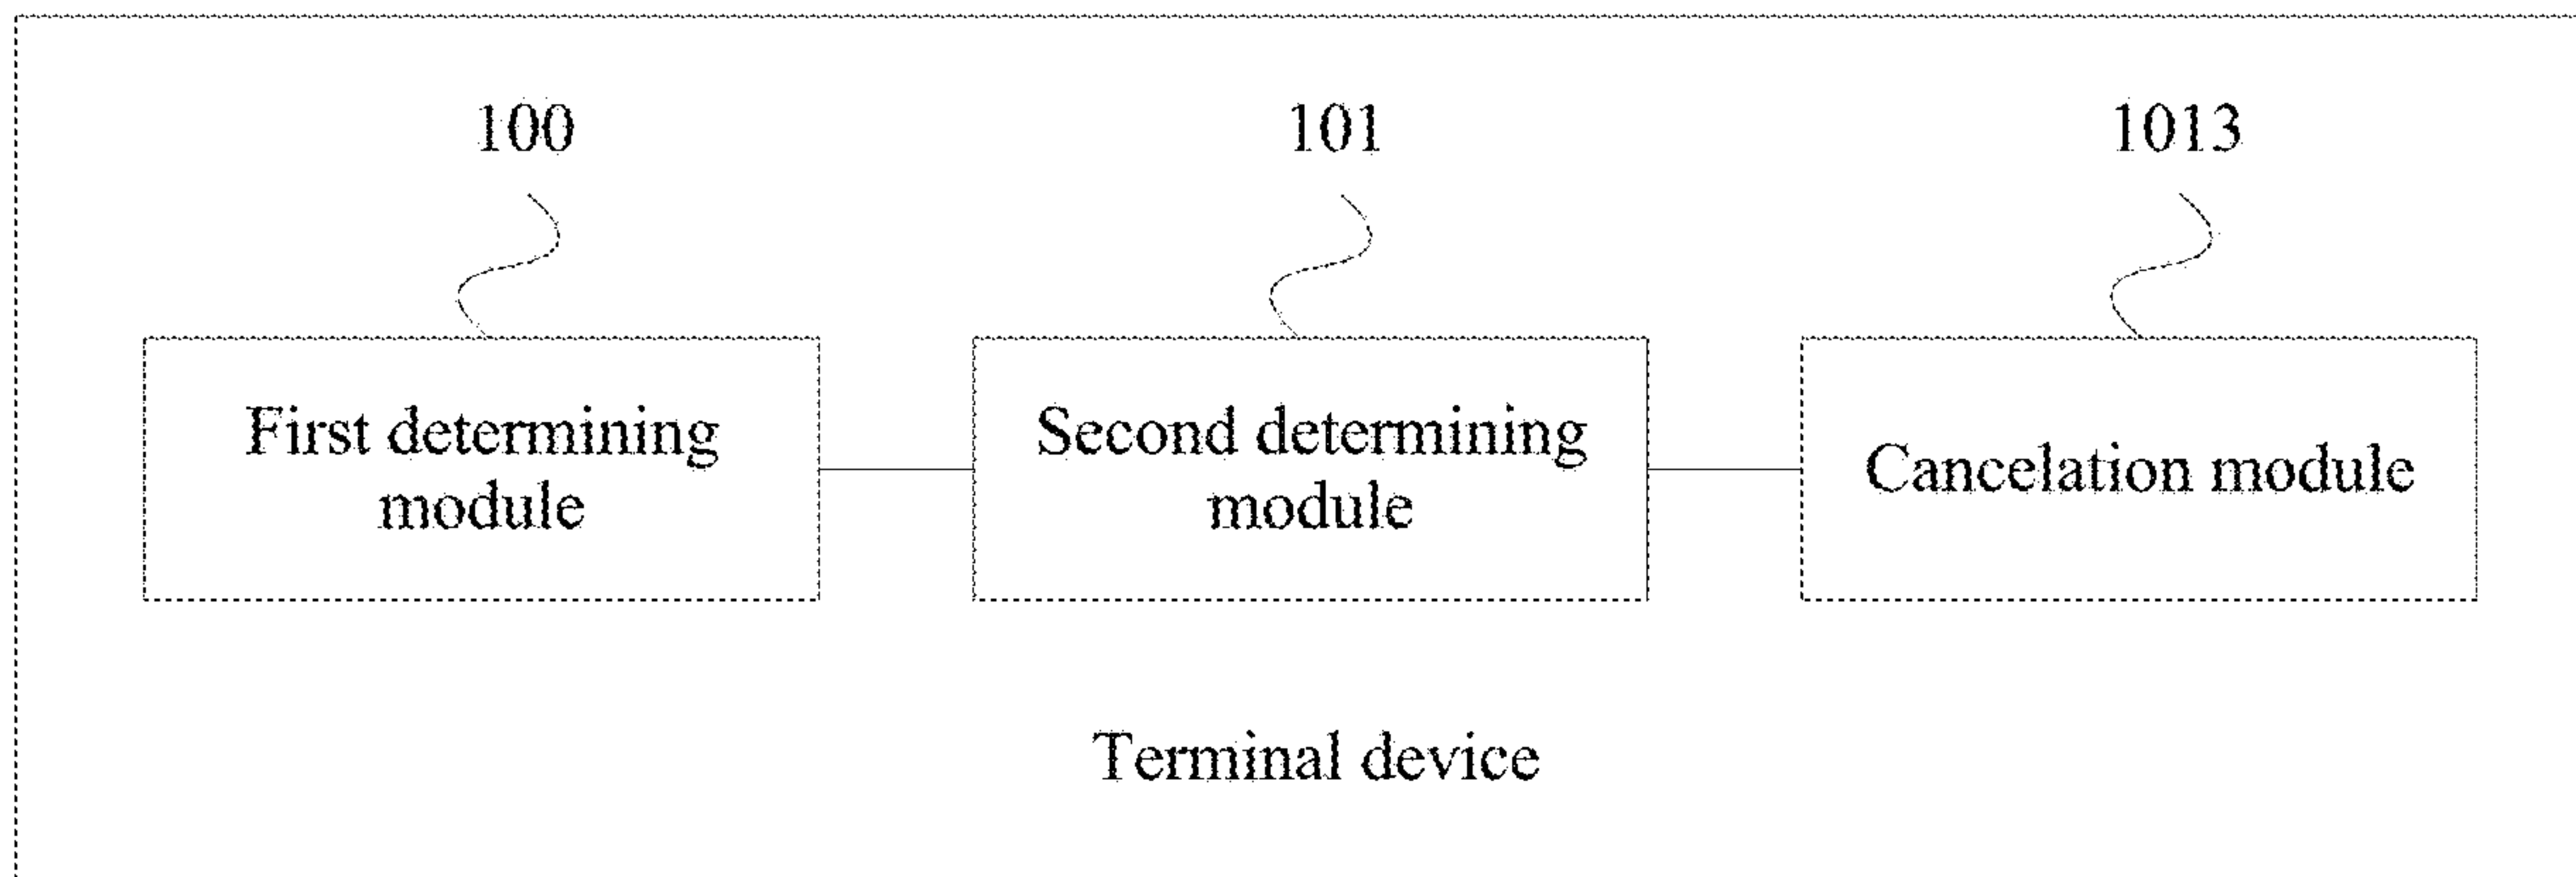 100
101
1013
First determining
module
Second determining
module
Cancelation module
Terminal device